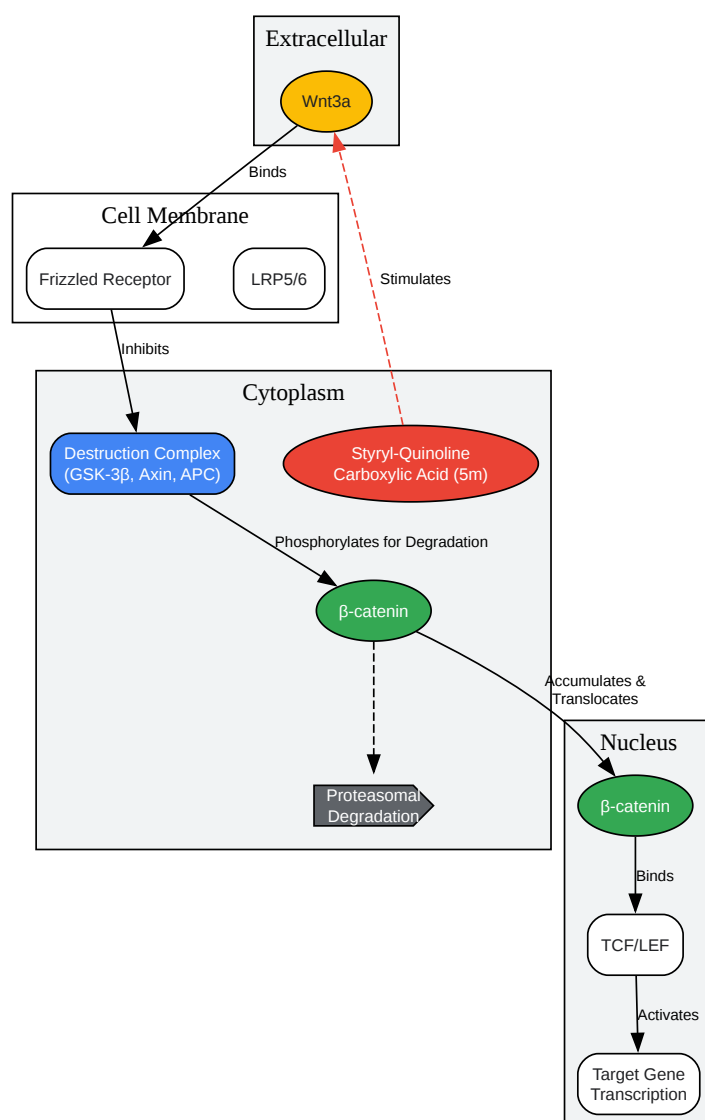 Extracellular
Wnt3a
Binds
Cell Membrane
Frizzled Receptor
LRP5/6
Stimulates
Inhibits
Cytoplasm
Destruction Complex
(GSK-3β, Axin, APC)
Styryl-Quinoline
Carboxylic Acid (5m)
Phosphorylates for Degradation
β-catenin
Accumulates &
Translocates
Nucleus
Proteasomal
Degradation
β-catenin
Binds
TCF/LEF
Activates
Target Gene
Transcription